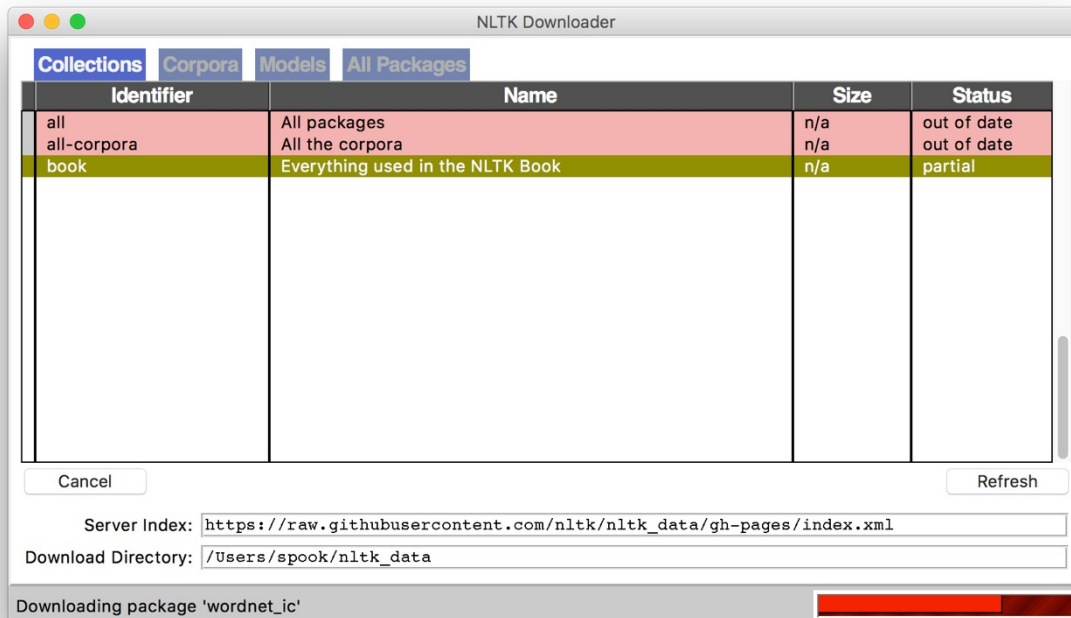 NLTK Downloader
Collections Corpora Models All Packages
Identifier Name Size Status
all All packages n/a out of date
all-corpora All the corpora n/a out of date
book Everything used in the NLTK Book n/a partial
Cancel Refresh
Server Index: https://raw.githubusercontent.com/nltk/nltk_data/gh-pages/index.xml
Download Directory: /Users/spook/nltk_data
Downloading package 'wordnet_ic'